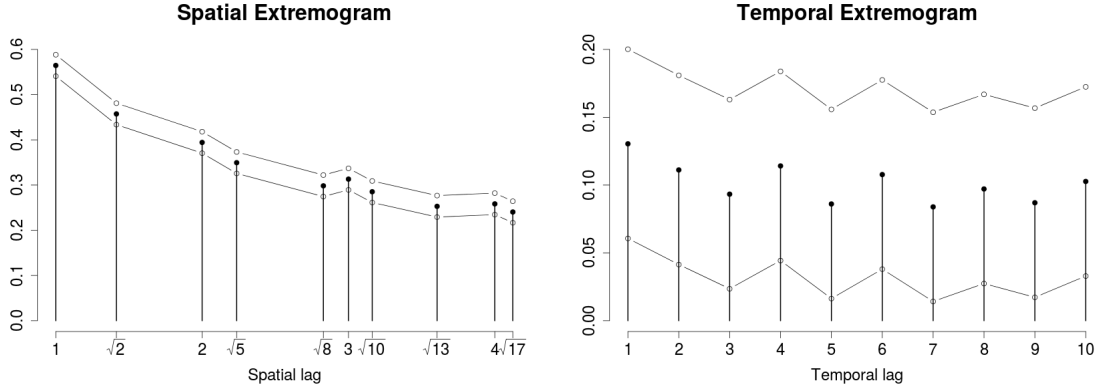 Spatial Extremogram
0.6
0.5
0.4
0.3
0.2
0.1
0.0
1 √2 2 √5 √8 3 √10 √13 4 √17
Spatial lag
Temporal Extremogram
0.20
0.15
0.10
0.05
0.00
1 2 3 4 5 6 7 8 9 10
Temporal lag